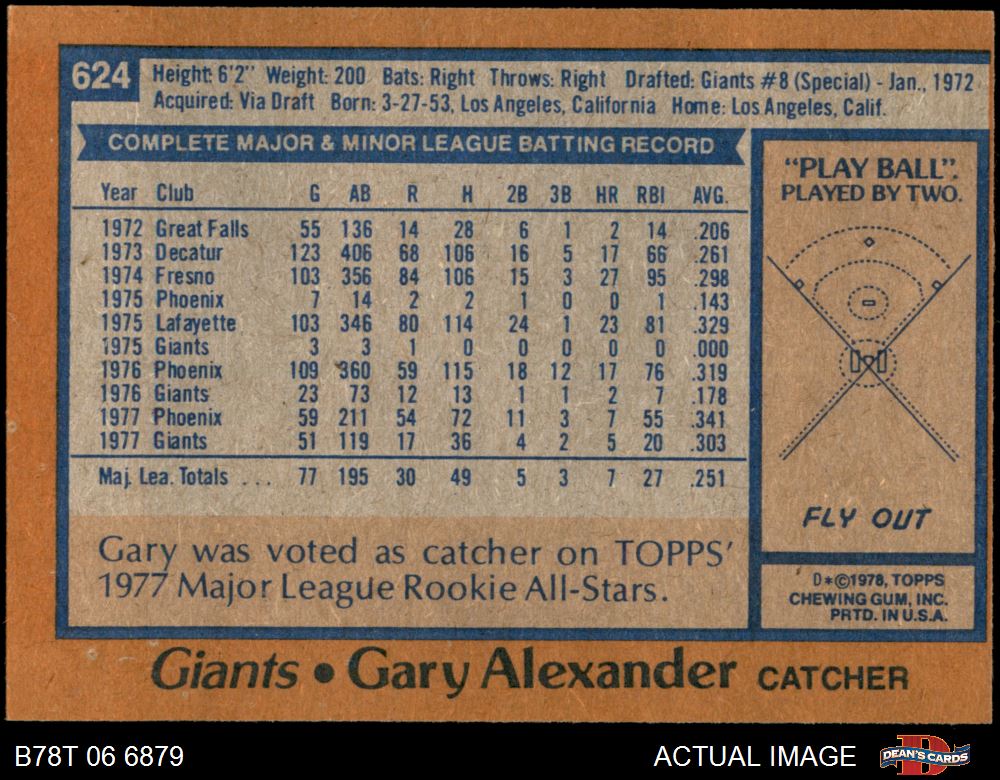 624
Height: 6'2" Weight: 200 Bats: Right Throws: Right Drafted: Giants #8 (Special) - Jan., 1972
Acquired: Via Draft Born: 3-27-53, Los Angeles, California Home: Los Angeles, Calif.
COMPLETE MAJOR & MINOR LEAGUE BATTING RECORD
Year Club G AB R H 2B 3B HR RBI AVG.
1972 Great Falls 55 136 14 28 6 1 2 14 .206
1973 Decatur 123 406 68 106 16 5 17 66 .261
1974 Fresno 103 356 84 106 15 3 27 95 .298
1975 Phoenix 7 14 2 2 1 0 0 1 .143
1975 Lafayette 103 346 80 114 24 1 23 81 .329
1975 Giants 3 3 1 0 0 0 0 0 .000
1976 Phoenix 109 360 59 115 18 12 17 76 .319
1976 Giants 23 73 12 13 1 1 2 7 .178
1977 Phoenix 59 211 54 72 11 3 7 55 .341
1977 Giants 51 119 17 36 4 2 5 20 .303
Maj. Lea. Totals ... 77 195 30 49 5 3 7 27 .251
Gary was voted as catcher on TOPPS'
1977 Major League Rookie All-Stars.
"PLAY BALL".
PLAYED BY TWO.
FLY OUT
D*©1978, TOPPS
CHEWING GUM, INC.
PRTD. IN U.S.A.
Giants • Gary Alexander CATCHER
B78T 06 6879
ACTUAL IMAGE
DEAN'S CARDS